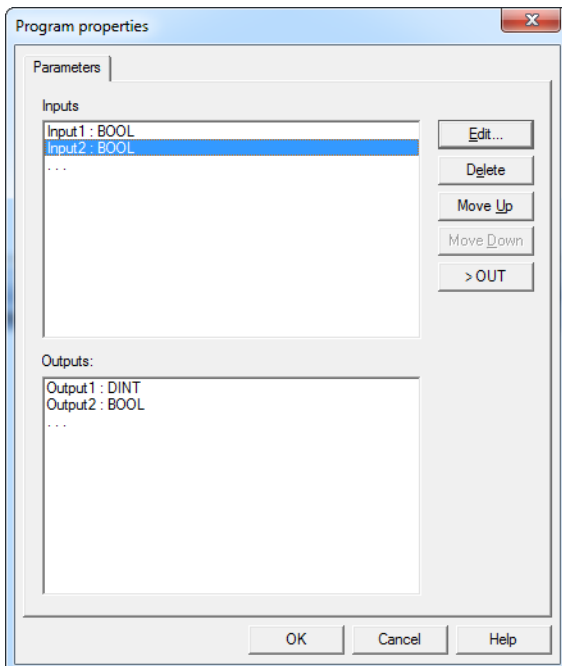 Program properties
Parameters
Inputs
Input1 : BOOL
Input2 : BOOL
. . .
Edit...
Delete
Move Up
Move Down
> OUT
Outputs:
Output1 : DINT
Output2 : BOOL
. . .
OK
Cancel
Help